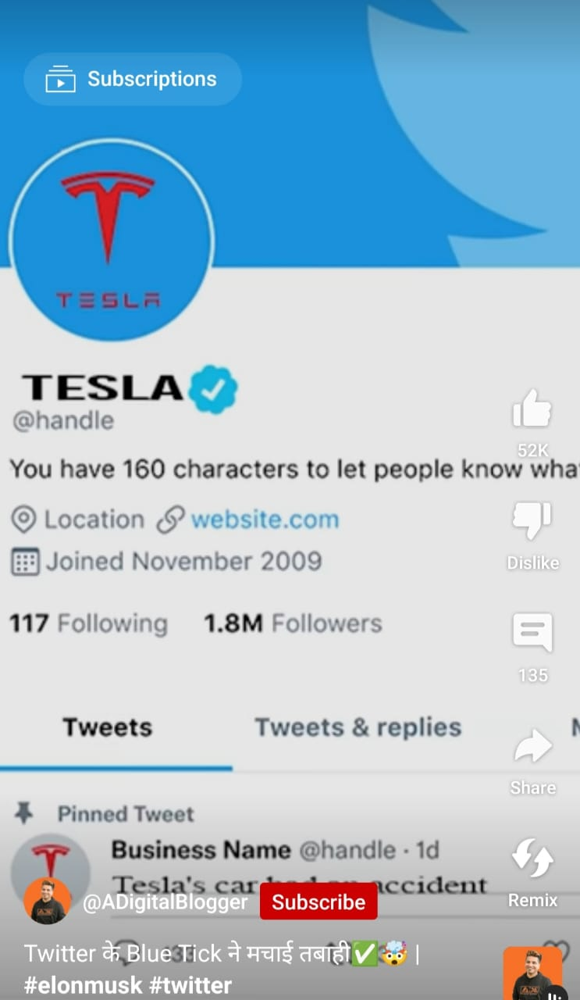 Subscriptions
TESLA
TESLA
@handle
You have 160 characters to let people know
Location website.com
Joined November 2009
117 Following 1.8M Followers
52K
Dislike
135
Tweets Tweets & replies
Share
Pinned Tweet
Business Name @handle · 1d
Tesla's car accident
Remix
@ADigitalBlogger Subscribe
Twitter के Blue Tick ने मचाई तबाही✅🤯 |
#elonmusk #twitter